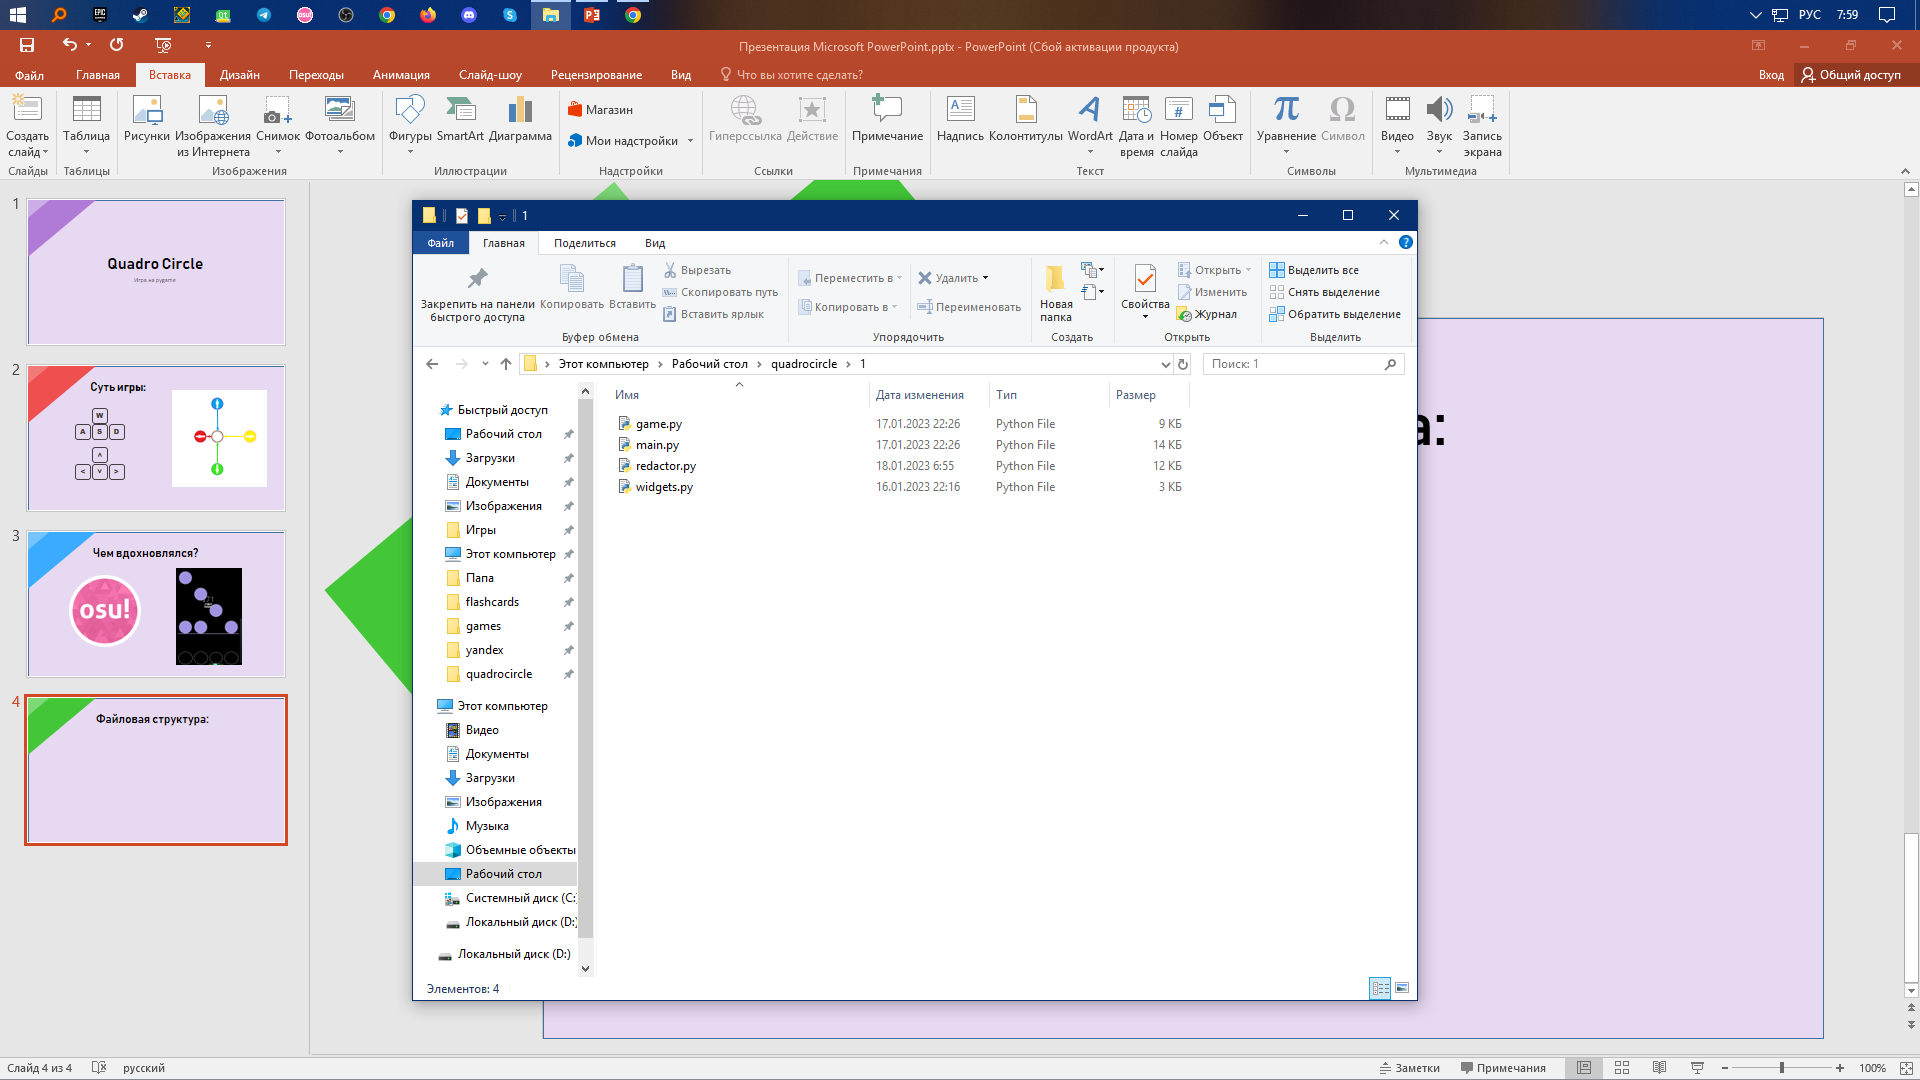 EPIC
osu!
РУС
7:59
Презентация Microsoft PowerPoint.pptx - PowerPoint (Сбой активации продукта)
Файл
Главная
Вставка
Дизайн
Переходы
Анимация
Слайд-шоу
Рецензирование
Вид
Что вы хотите сделать?
Вход
Общий доступ
Создать слайд
Таблица
Рисунки
Изображения из Интернета
Снимок
Фотоальбом
Фигуры
SmartArt
Диаграмма
Магазин
Мои надстройки
Гиперссылка
Действие
Примечание
Надпись
Колонтитулы
WordArt
Дата и время
Номер слайда
Объект
Уравнение
Символ
Видео
Звук
Запись экрана
Слайды
Таблицы
Изображения
Иллюстрации
Надстройки
Ссылки
Примечания
Текст
Символы
Мультимедиа
1
Quadro Circle
Игра на pygame
2
Суть игры:
W
A S D
^
< v >
3
Чем вдохновлялся?
osu!
4
Файловая структура:
а:
1
Файл
Главная
Поделиться
Вид
Закрепить на панели быстрого доступа
Копировать
Вставить
Вырезать
Скопировать путь
Вставить ярлык
Переместить в
Копировать в
Удалить
Переименовать
Новая папка
Свойства
Открыть
Изменить
Журнал
Выделить все
Снять выделение
Обратить выделение
Буфер обмена
Упорядочить
Создать
Открыть
Выделить
Этот компьютер › Рабочий стол › quadrocircle › 1
Поиск: 1
Быстрый доступ
Рабочий стол
Загрузки
Документы
Изображения
Игры
Этот компьютер
Папа
flashcards
games
yandex
quadrocircle
Этот компьютер
Видео
Документы
Загрузки
Изображения
Музыка
Объемные объекты
Рабочий стол
Системный диск (C:
Локальный диск (D:)
Локальный диск (D:)
Имя Дата изменения Тип Размер
game.py 17.01.2023 22:26 Python File 9 КБ
main.py 17.01.2023 22:26 Python File 14 КБ
redactor.py 18.01.2023 6:55 Python File 12 КБ
widgets.py 16.01.2023 22:16 Python File 3 КБ
Элементов: 4
Слайд 4 из 4
русский
Заметки
Примечания
100%